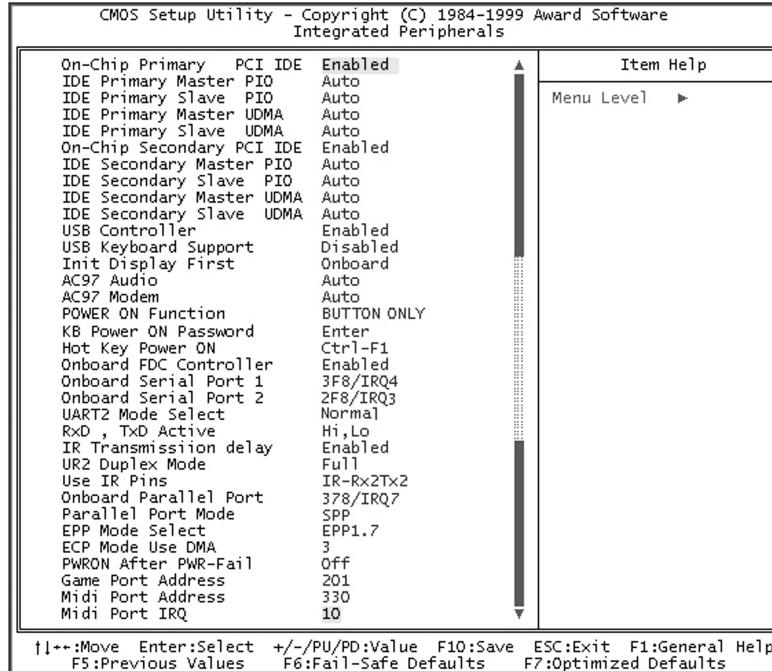 CMOS Setup Utility - Copyright (C) 1984-1999 Award Software
Integrated Peripherals
On-Chip Primary PCI IDE Enabled
IDE Primary Master PIO Auto
IDE Primary Slave PIO Auto
IDE Primary Master UDMA Auto
IDE Primary Slave UDMA Auto
On-Chip Secondary PCI IDE Enabled
IDE Secondary Master PIO Auto
IDE Secondary Slave PIO Auto
IDE Secondary Master UDMA Auto
IDE Secondary Slave UDMA Auto
USB Controller Enabled
USB Keyboard Support Disabled
Init Display First Onboard
AC97 Audio Auto
AC97 Modem Auto
POWER ON Function BUTTON ONLY
KB Power ON Password Enter
Hot Key Power ON Ctrl-F1
Onboard FDC Controller Enabled
Onboard Serial Port 1 3F8/IRQ4
Onboard Serial Port 2 2F8/IRQ3
UART2 Mode Select Normal
RxD , TxD Active Hi,Lo
IR Transmissiion delay Enabled
UR2 Duplex Mode Full
Use IR Pins IR-Rx2Tx2
Onboard Parallel Port 378/IRQ7
Parallel Port Mode SPP
EPP Mode Select EPP1.7
ECP Mode Use DMA 3
PWRON After PWR-Fail Off
Game Port Address 201
Midi Port Address 330
Midi Port IRQ 10
Item Help
Menu Level ►
↑↓←→:Move Enter:Select +/-/PU/PD:Value F10:Save ESC:Exit F1:General Help
F5:Previous Values F6:Fail-Safe Defaults F7:Optimized Defaults